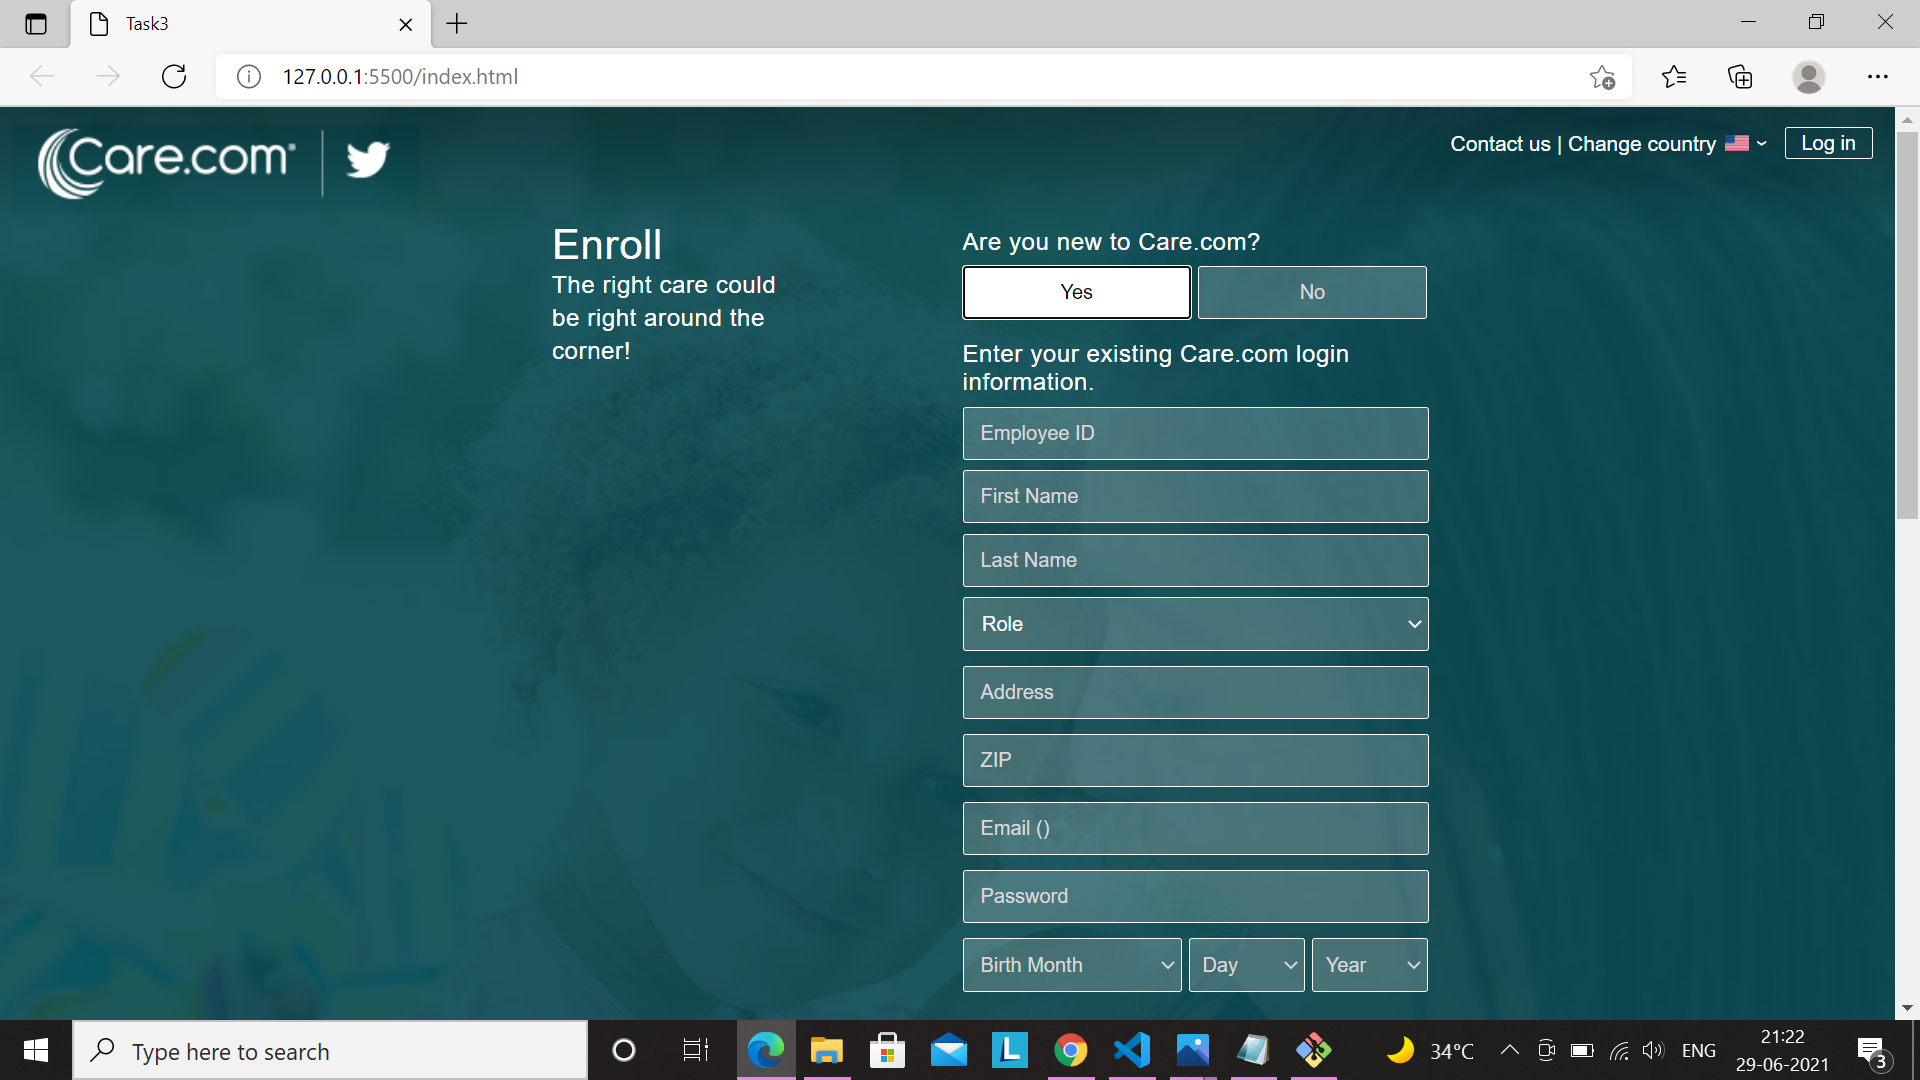 Task3
127.0.0.1:5500/index.html
Care.com
Contact us | Change country
Log in
Enroll
The right care could
be right around the
corner!
Are you new to Care.com?
Yes
No
Enter your existing Care.com login
information.
Employee ID
First Name
Last Name
Role
Address
ZIP
Email ()
Password
Birth Month
Day
Year
Type here to search
L
34°C
ENG
21:22
29-06-2021
3